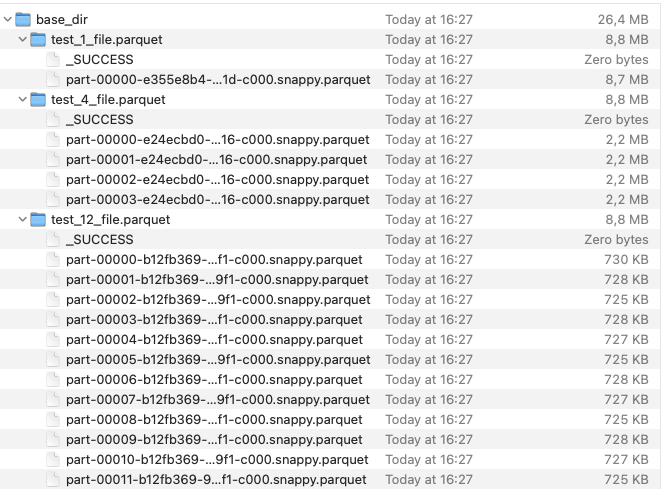 base_dir Today at 16:27 26,4 MB
test_1_file.parquet Today at 16:27 8,8 MB
_SUCCESS Today at 16:27 Zero bytes
part-00000-e355e8b4-...1d-c000.snappy.parquet Today at 16:27 8,7 MB
test_4_file.parquet Today at 16:27 8,8 MB
_SUCCESS Today at 16:27 Zero bytes
part-00000-e24ecbd0-...16-c000.snappy.parquet Today at 16:27 2,2 MB
part-00001-e24ecbd0-...16-c000.snappy.parquet Today at 16:27 2,2 MB
part-00002-e24ecbd0-...16-c000.snappy.parquet Today at 16:27 2,2 MB
part-00003-e24ecbd0-...16-c000.snappy.parquet Today at 16:27 2,2 MB
test_12_file.parquet Today at 16:27 8,8 MB
_SUCCESS Today at 16:27 Zero bytes
part-00000-b12fb369-...f1-c000.snappy.parquet Today at 16:27 730 KB
part-00001-b12fb369-...9f1-c000.snappy.parquet Today at 16:27 728 KB
part-00002-b12fb369-...9f1-c000.snappy.parquet Today at 16:27 725 KB
part-00003-b12fb369-...f1-c000.snappy.parquet Today at 16:27 728 KB
part-00004-b12fb369-...f1-c000.snappy.parquet Today at 16:27 727 KB
part-00005-b12fb369-...9f1-c000.snappy.parquet Today at 16:27 725 KB
part-00006-b12fb369-...f1-c000.snappy.parquet Today at 16:27 728 KB
part-00007-b12fb369-...9f1-c000.snappy.parquet Today at 16:27 727 KB
part-00008-b12fb369-...f1-c000.snappy.parquet Today at 16:27 725 KB
part-00009-b12fb369-...f1-c000.snappy.parquet Today at 16:27 728 KB
part-00010-b12fb369-...9f1-c000.snappy.parquet Today at 16:27 727 KB
part-00011-b12fb369-9...f1-c000.snappy.parquet Today at 16:27 725 KB